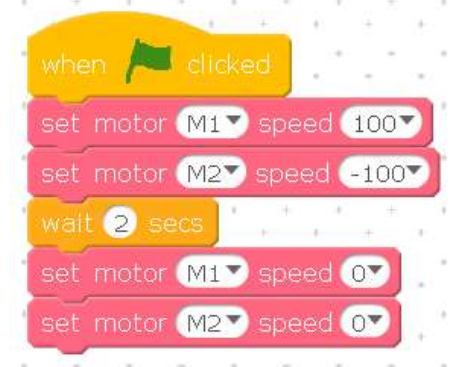 when clicked
set motor M1 speed 100
set motor M2 speed -100
wait 2 secs
set motor M1 speed 0
set motor M2 speed 0